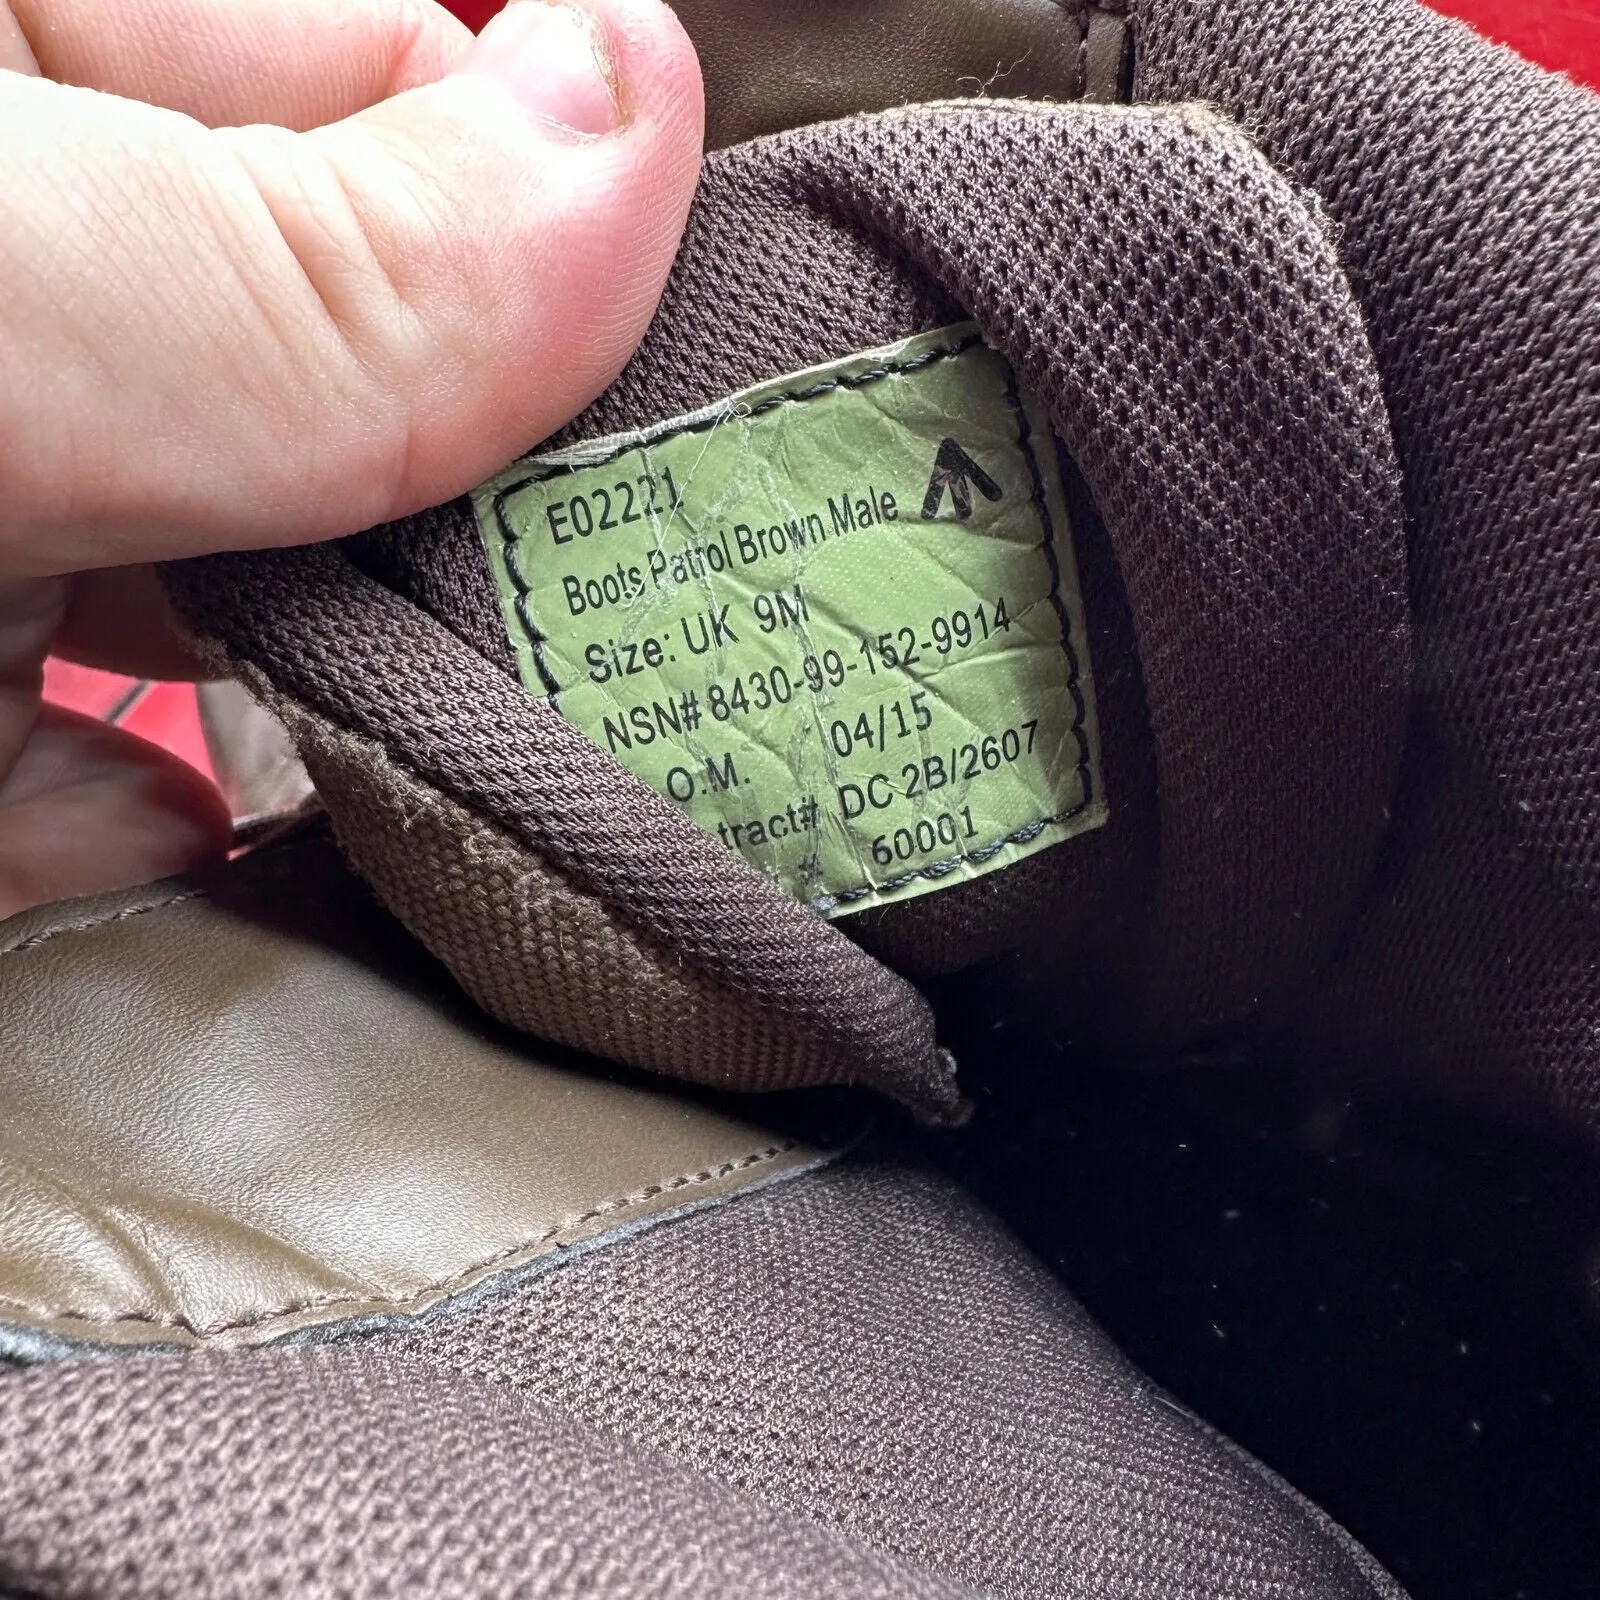 E02221
Boots Patrol Brown Male
Size: UK 9M
NSN# 8430-99-152-9914
O.M. 04/15
tract# DC 2B/2607
# 60001